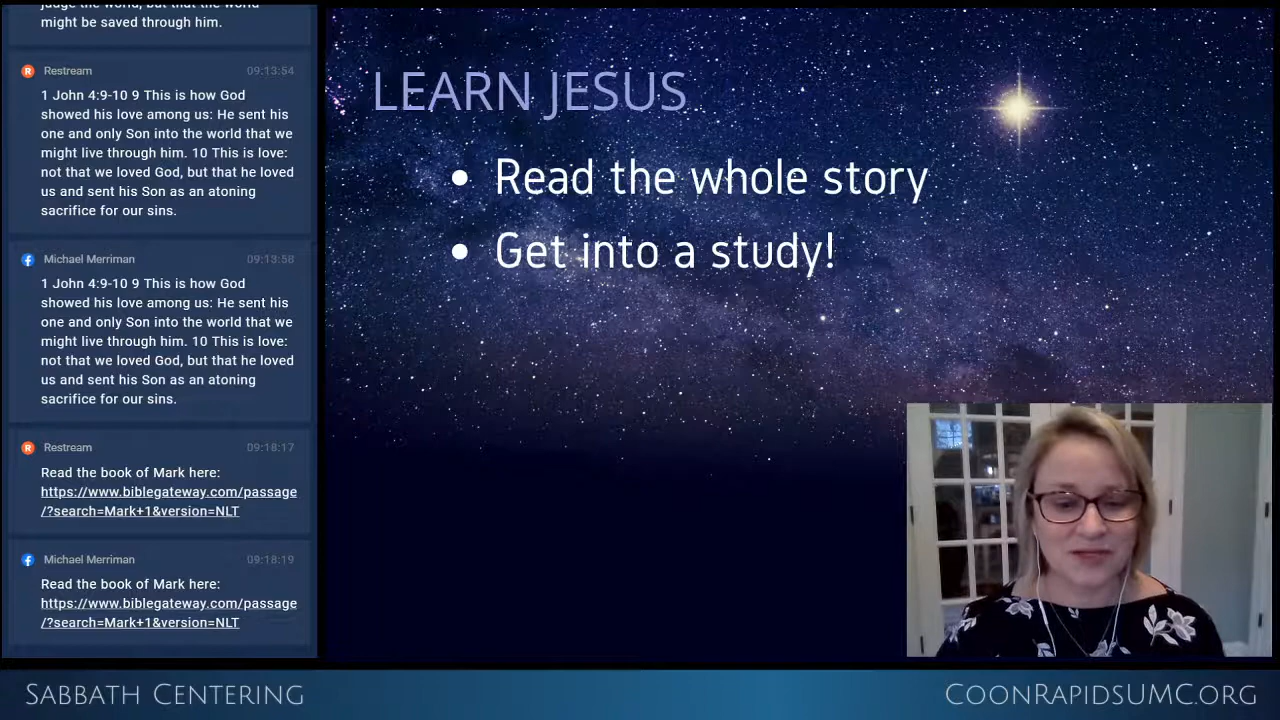 judge the world, but that the world
might be saved through him.
Restream 09:13:54
1 John 4:9-10 9 This is how God
showed his love among us: He sent his
one and only Son into the world that we
might live through him. 10 This is love:
not that we loved God, but that he loved
us and sent his Son as an atoning
sacrifice for our sins.
Michael Merriman 09:13:58
1 John 4:9-10 9 This is how God
showed his love among us: He sent his
one and only Son into the world that we
might live through him. 10 This is love:
not that we loved God, but that he loved
us and sent his Son as an atoning
sacrifice for our sins.
Restream 09:18:17
Read the book of Mark here:
https://www.biblegateway.com/passage
/?search=Mark+1&version=NLT
Michael Merriman 09:18:19
Read the book of Mark here:
https://www.biblegateway.com/passage
/?search=Mark+1&version=NLT
LEARN JESUS
• Read the whole story
• Get into a study!
SABBATH CENTERING
COONRAPIDSUMC.ORG